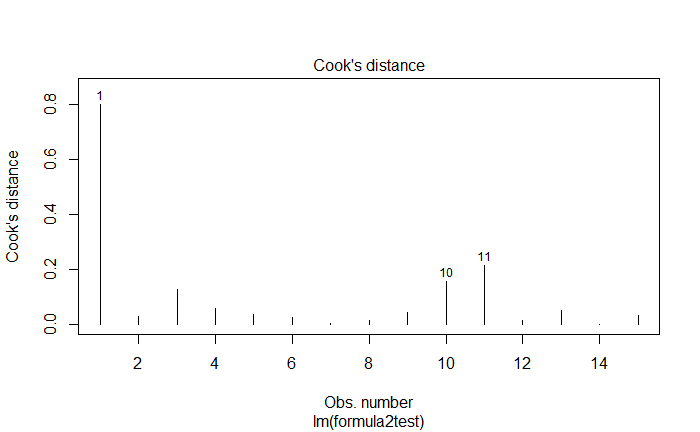 Cook's distance
Cook's distance
0.8
0.6
0.4
0.2
0.0
1
10
11
2 4 6 8 10 12 14
Obs. number
lm(formula2test)